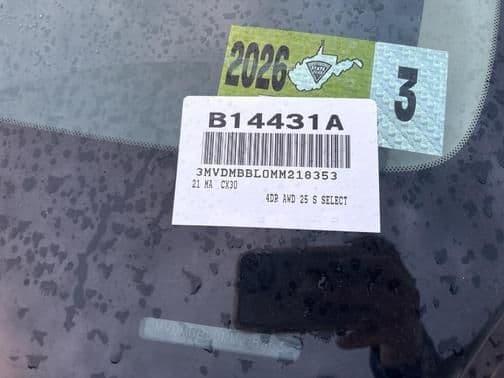 2026
3
B14431A
3MVDMBBL0MM218353
21 MA CX30
4DR AWD 25 S SELECT